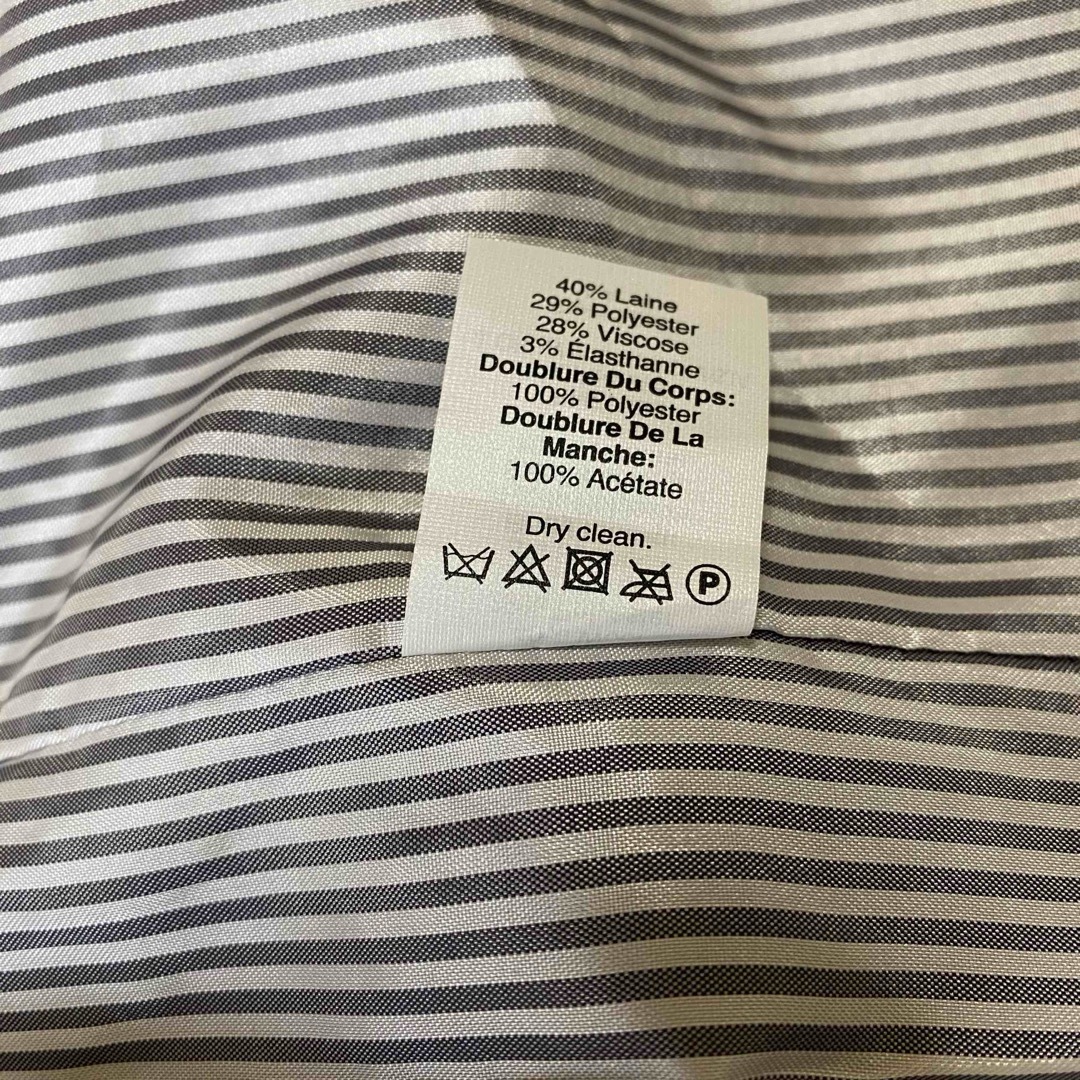 40% Laine
29% Polyester
28% Viscose
3% Élasthanne
Doublure Du Corps:
100% Polyester
Doublure De La
Manche:
100% Acétate
Dry clean.
P